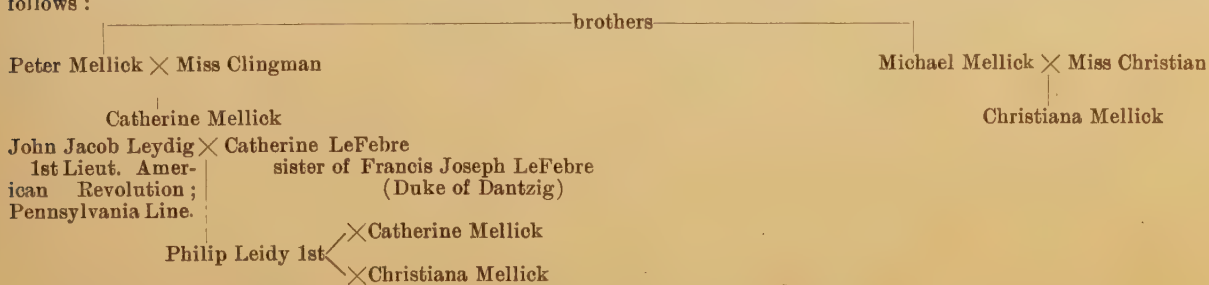 follows:
brothers
Peter Mellick × Miss Clingman Michael Mellick × Miss Christian
Catherine Mellick Christiana Mellick
John Jacob Leydig × Catherine LeFebre
1st Lieut. Amer- sister of Francis Joseph LeFebre
ican Revolution; (Duke of Dantzig)
Pennsylvania Line.
×Catherine Mellick
Philip Leidy 1st
×Christiana Mellick